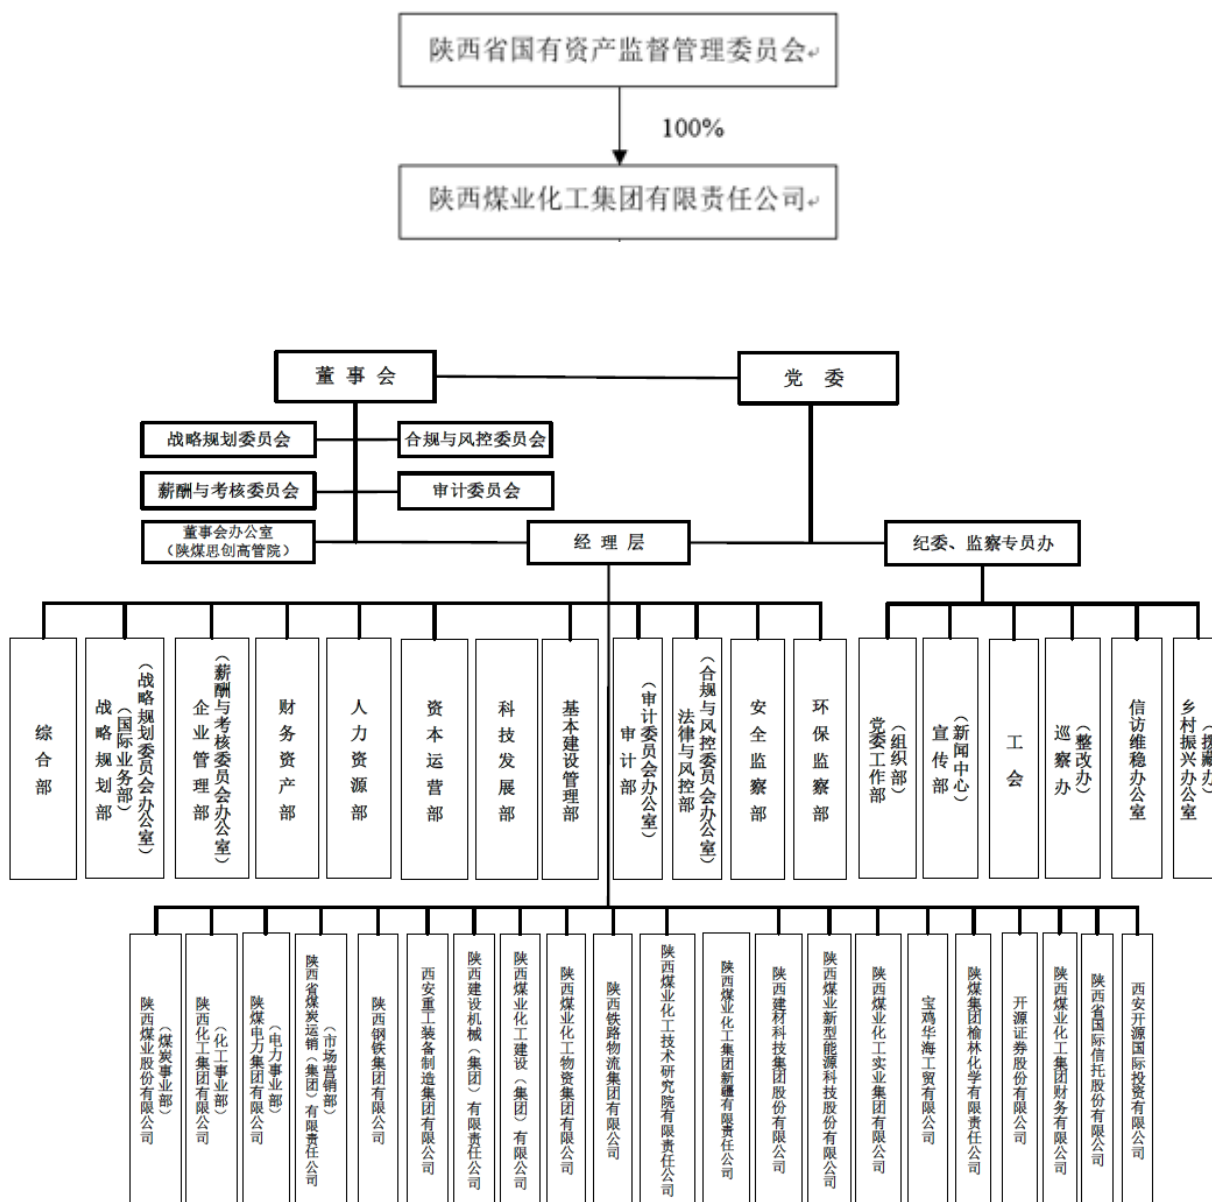 陕西省国有资产监督管理委员会
100%
陕西煤业化工集团有限责任公司
董事会
党委
战略规划委员会
合规与风控委员会
薪酬与考核委员会
审计委员会
董事会办公室
（陕煤思创高管院）
经理层
纪委、监察专员办
综合部
战略规划部
（国际业务部）
（战略规划委员会办公室）
企业管理部
（薪酬与考核委员会办公室）
财务资产部
人力资源部
资本运营部
科技发展部
基本建设管理部
审计部
（审计委员会办公室）
法律与风控部
（合规与风控委员会办公室）
安全监察部
环保监察部
党委工作部
（组织部）
宣传部
（新闻中心）
工会
巡察办
（整改办）
信访维稳办公室
乡村振兴办公室
（援藏办）
陕西煤业股份有限公司
（煤炭事业部）
陕西化工集团有限公司
（化工事业部）
陕煤电力集团有限公司
（电力事业部）
陕西省煤炭运销（集团）有限责任公司
（市场营销部）
陕西钢铁集团有限公司
西安重工装备制造集团有限公司
陕西建设机械（集团）有限责任公司
陕西煤业化工建设（集团）有限公司
陕西煤业化工物资集团有限公司
陕西铁路物流集团有限公司
陕西煤业化工技术研究院有限责任公司
陕西煤业化工集团新疆有限责任公司
陕西建材科技集团股份有限公司
陕西煤业新型能源科技股份有限公司
陕西煤业化工实业集团有限公司
宝鸡华海工贸有限公司
陕煤集团榆林化学有限责任公司
开源证券股份有限公司
陕西煤业化工集团财务有限公司
陕西省国际信托股份有限公司
西安开源国际投资有限公司